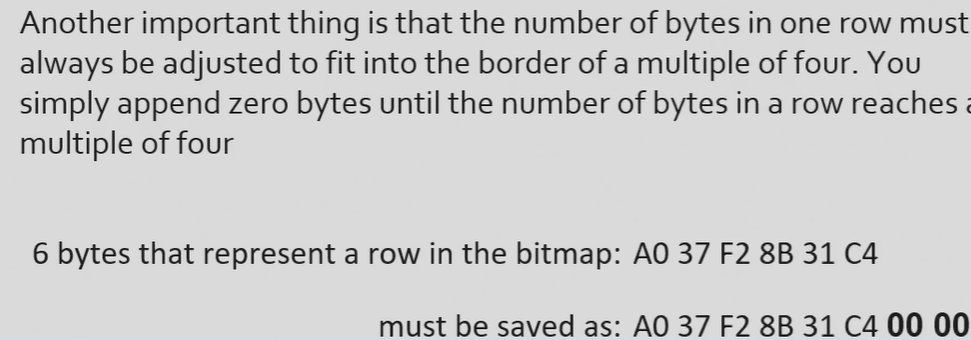 Another important thing is that the number of bytes in one row must
always be adjusted to fit into the border of a multiple of four. You
simply append zero bytes until the number of bytes in a row reaches a
multiple of four
6 bytes that represent a row in the bitmap: A0 37 F2 8B 31 C4
must be saved as: A0 37 F2 8B 31 C4 00 00